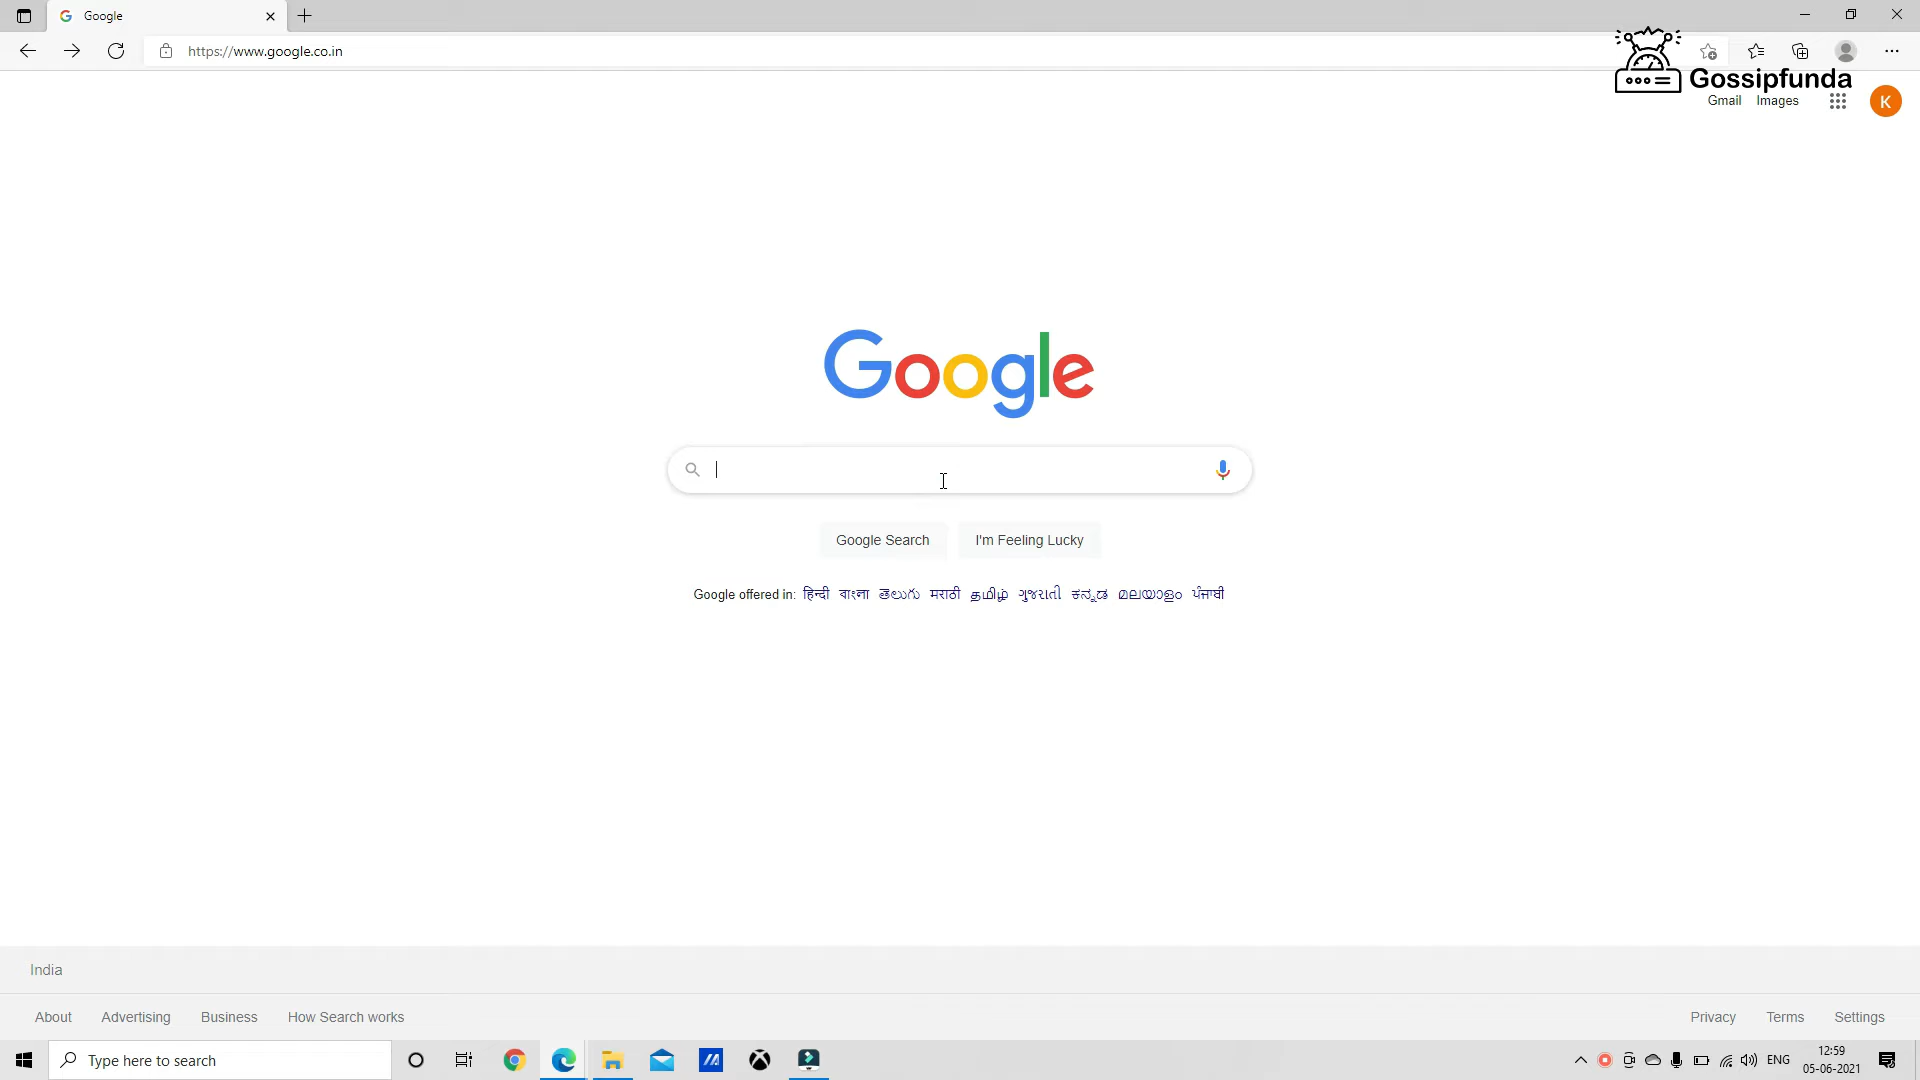 Google
https://www.google.co.in
Gossipfunda
Gmail Images
K
Google
Google Search I'm Feeling Lucky
Google offered in: हिन्दी বাংলা తెలుగు मराठी தமிழ் ગુજરાતી ಕನ್ನಡ മലയാളം ਪੰਜਾਬੀ
India
About Advertising Business How Search works
Privacy Terms Settings
Type here to search
ENG
12:59
05-06-2021